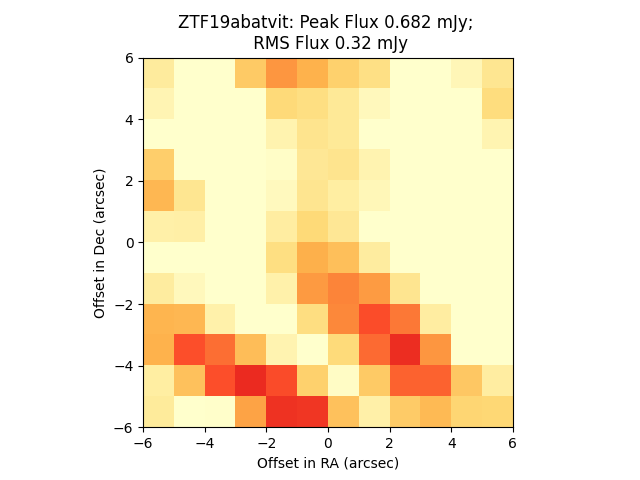 ZTF19abatvit: Peak Flux 0.682 mJy;
RMS Flux 0.32 mJy
6
4
2
0
−2
−4
−6
Offset in Dec (arcsec)
−6 −4 −2 0 2 4 6
Offset in RA (arcsec)